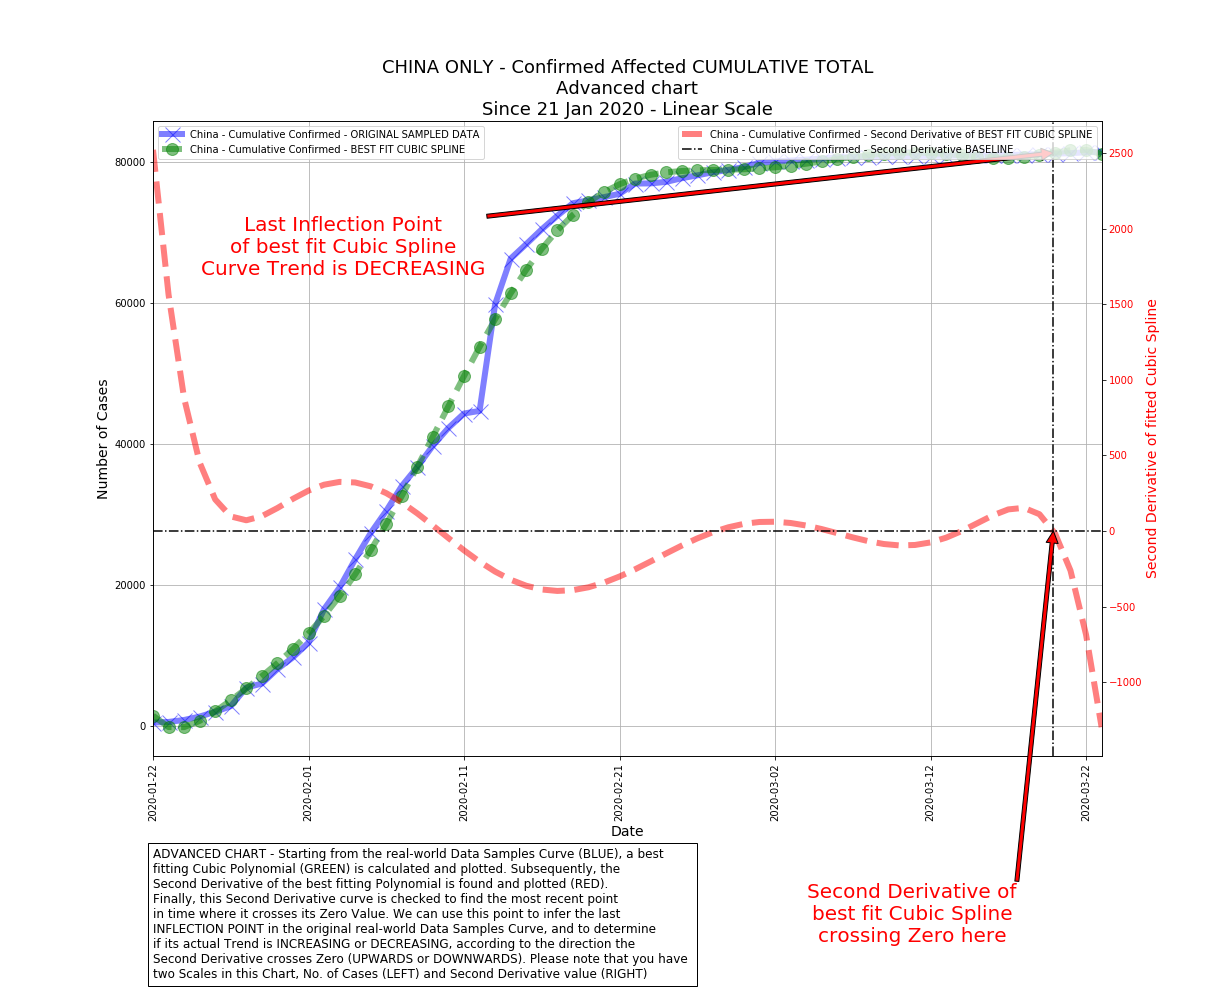 CHINA ONLY - Confirmed Affected CUMULATIVE TOTAL
Advanced chart
Since 21 Jan 2020 - Linear Scale
China - Cumulative Confirmed - ORIGINAL SAMPLED DATA
China - Cumulative Confirmed - BEST FIT CUBIC SPLINE
China - Cumulative Confirmed - Second Derivative of BEST FIT CUBIC SPLINE
China - Cumulative Confirmed - Second Derivative BASELINE
Last Inflection Point
of best fit Cubic Spline
Curve Trend is DECREASING
Number of Cases
80000
60000
40000
20000
0
2500
2000
1500
1000
500
0
−500
−1000
Second Derivative of fitted Cubic Spline
2020-01-22
2020-02-01
2020-02-11
2020-02-21
2020-03-02
2020-03-12
2020-03-22
Date
ADVANCED CHART - Starting from the real-world Data Samples Curve (BLUE), a best
fitting Cubic Polynomial (GREEN) is calculated and plotted. Subsequently, the
Second Derivative of the best fitting Polynomial is found and plotted (RED).
Finally, this Second Derivative curve is checked to find the most recent point
in time where it crosses its Zero Value. We can use this point to infer the last
INFLECTION POINT in the original real-world Data Samples Curve, and to determine
if its actual Trend is INCREASING or DECREASING, according to the direction the
Second Derivative crosses Zero (UPWARDS or DOWNWARDS). Please note that you have
two Scales in this Chart, No. of Cases (LEFT) and Second Derivative value (RIGHT)
Second Derivative of
best fit Cubic Spline
crossing Zero here